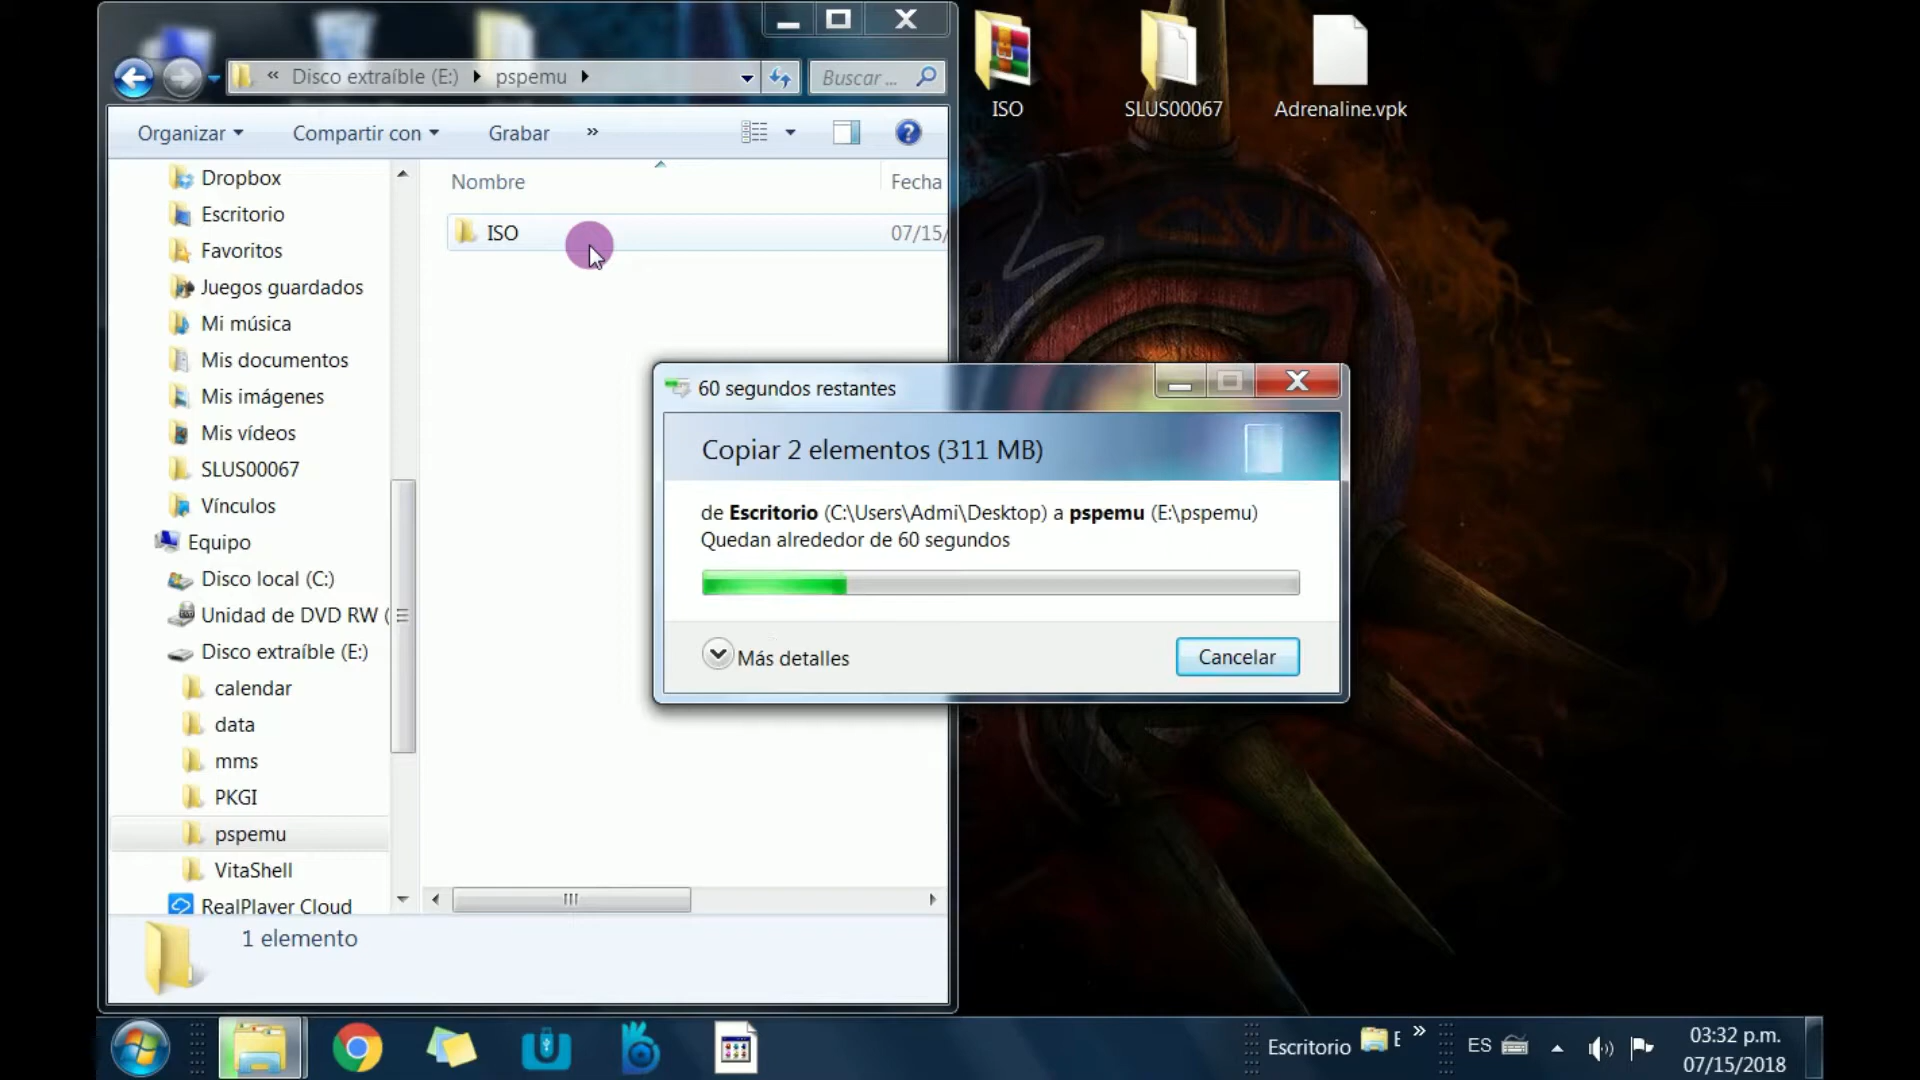 « Disco extraíble (E:) pspemu
Buscar ...
Organizar Compartir con Grabar »
Nombre Fecha
ISO 07/15/
Dropbox
Escritorio
Favoritos
Juegos guardados
Mi música
Mis documentos
Mis imágenes
Mis vídeos
SLUS00067
Vínculos
Equipo
Disco local (C:)
Unidad de DVD RW (
Disco extraíble (E:)
calendar
data
mms
PKGI
pspemu
VitaShell
RealPlayer Cloud
1 elemento
ISO
SLUS00067
Adrenaline.vpk
60 segundos restantes
Copiar 2 elementos (311 MB)
de Escritorio (C:\Users\Admi\Desktop) a pspemu (E:\pspemu)
Quedan alrededor de 60 segundos
Más detalles
Cancelar
Escritorio E »
ES
03:32 p.m.
07/15/2018